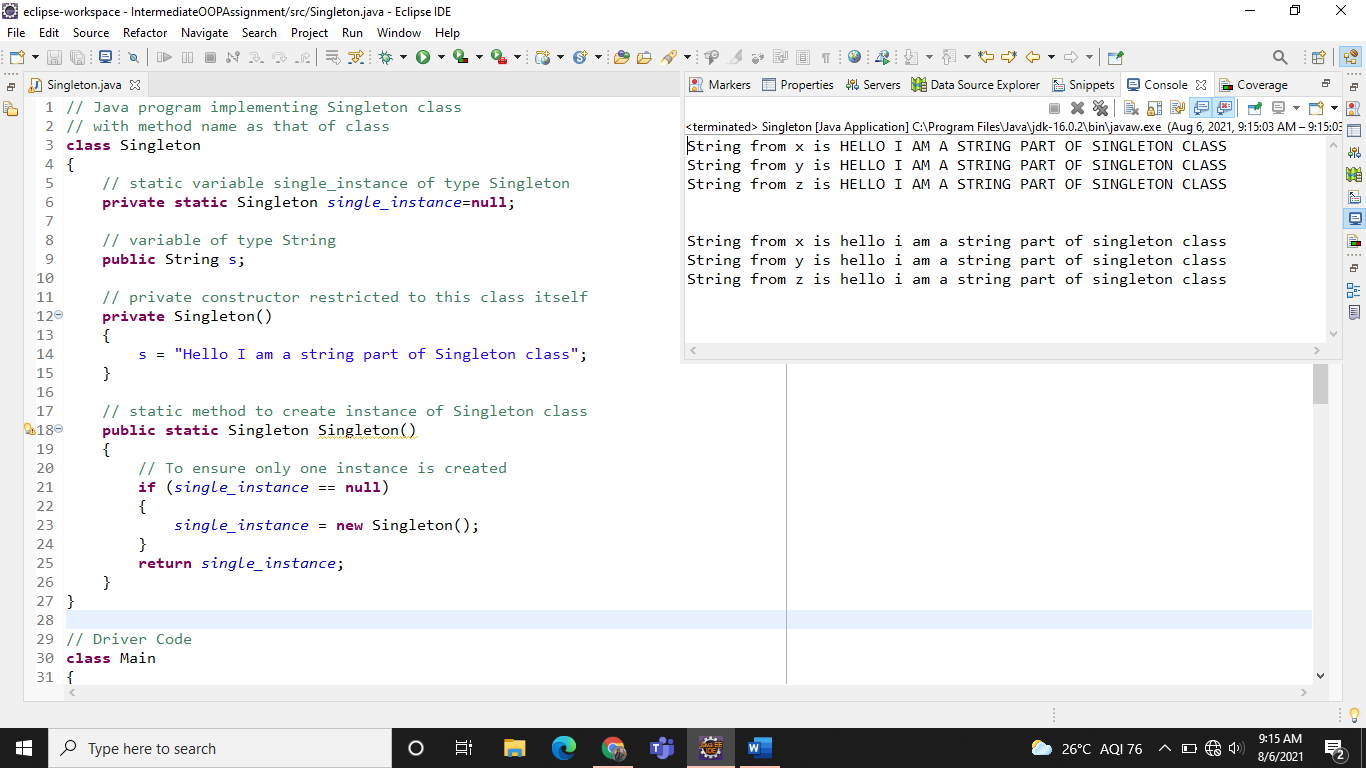 eclipse-workspace - IntermediateOOPAssignment/src/Singleton.java - Eclipse IDE
File Edit Source Refactor Navigate Search Project Run Window Help
Singleton.java
1 // Java program implementing Singleton class
2 // with method name as that of class
3 class Singleton
4 {
5 // static variable single_instance of type Singleton
6 private static Singleton single_instance=null;
7
8 // variable of type String
9 public String s;
10
11 // private constructor restricted to this class itself
12 private Singleton()
13 {
14 s = "Hello I am a string part of Singleton class";
15 }
16
17 // static method to create instance of Singleton class
18 public static Singleton Singleton()
19 {
20 // To ensure only one instance is created
21 if (single_instance == null)
22 {
23 single_instance = new Singleton();
24 }
25 return single_instance;
26 }
27 }
28
29 // Driver Code
30 class Main
31 {
Markers Properties Servers Data Source Explorer Snippets Console Coverage
<terminated> Singleton [Java Application] C:\Program Files\Java\jdk-16.0.2\bin\javaw.exe (Aug 6, 2021, 9:15:03 AM – 9:15:03
String from x is HELLO I AM A STRING PART OF SINGLETON CLASS
String from y is HELLO I AM A STRING PART OF SINGLETON CLASS
String from z is HELLO I AM A STRING PART OF SINGLETON CLASS
String from x is hello i am a string part of singleton class
String from y is hello i am a string part of singleton class
String from z is hello i am a string part of singleton class
Type here to search
26°C AQI 76
9:15 AM
8/6/2021
2